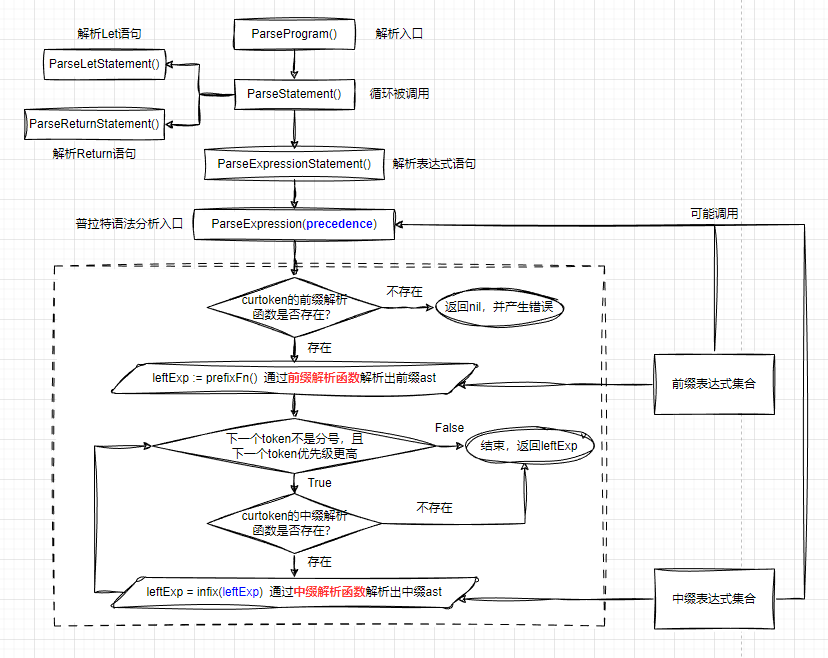 解析Let语句
ParseProgram()
解析入口
ParseLetStatement()
ParseStatement()
循环被调用
ParseReturnStatement()
解析Return语句
ParseExpressionStatement()
解析表达式语句
普拉特语法分析入口
ParseExpression(precedence)
可能调用
curtoken的前缀解析
函数是否存在?
不存在
返回nil，并产生错误
存在
leftExp := prefixFn() 通过前缀解析函数解析出前缀ast
前缀表达式集合
下一个token不是分号，且
下一个token优先级更高
False
结束，返回leftExp
True
curtoken的中缀解析
函数是否存在?
不存在
存在
leftExp = infix(leftExp) 通过中缀解析函数解析出中缀ast
中缀表达式集合